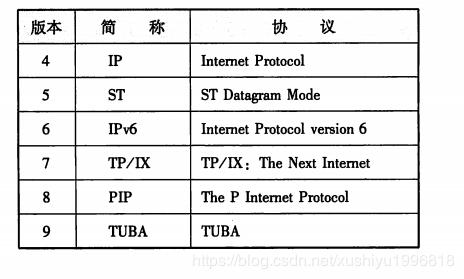 版本 简 称 协 议
4 IP Internet Protocol
5 ST ST Datagram Mode
6 IPv6 Internet Protocol version 6
7 TP/IX TP/IX：The Next Internet
8 PIP The P Internet Protocol
9 TUBA TUBA
https://blog.csdn.net/xushiyu1996818